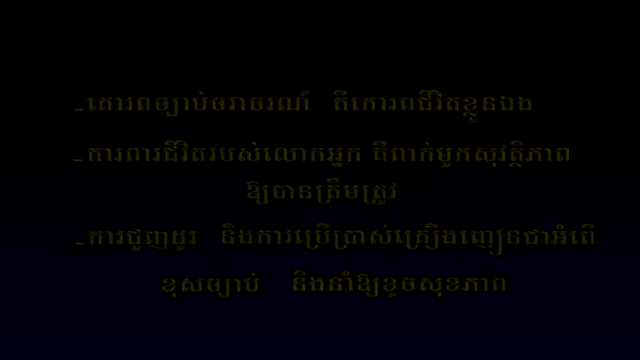 -គោរពច្បាប់ចរាចរណ៍ គឺគោរពជីវិតខ្លួនឯង
-ការពារជីវិតរបស់លោកអ្នក គឺពាក់មួកសុវត្ថិភាព
ឱ្យបានត្រឹមត្រូវ
-ការជួញដូរ និងការប្រើប្រាស់គ្រឿងញៀនជាអំពើ
ខុសច្បាប់ និងនាំឱ្យខូចសុខភាព